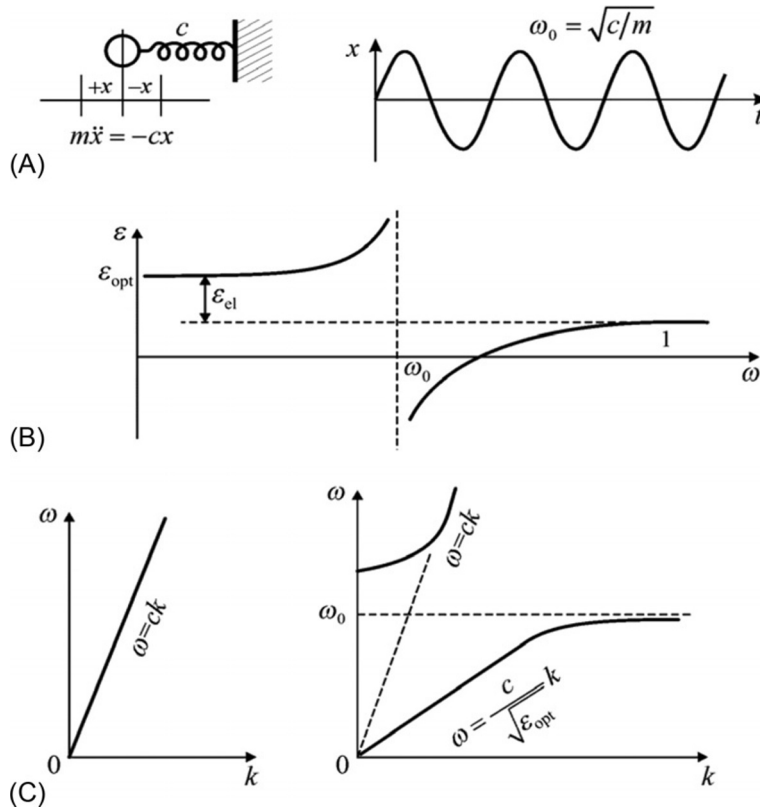 c
+x −x
mẍ = −cx
ω₀ = √c/m
x
t
(A)
ε
ε_opt
ε_el
1
ω₀
ω
(B)
ω
ω=ck
0
k
ω
ω=ck
ω₀
ω= c/√ε_opt k
0
k
(C)